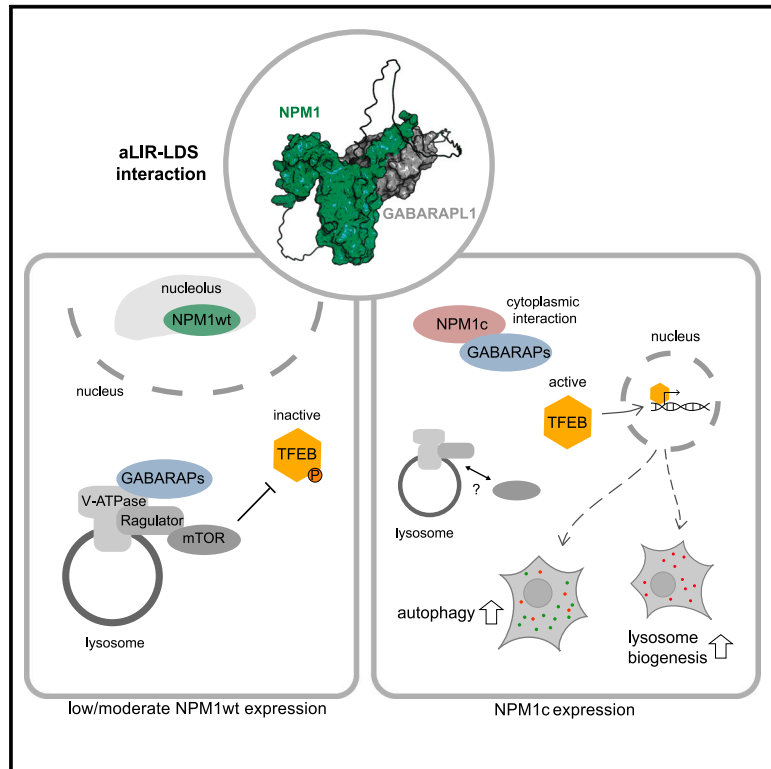 NPM1
aLIR-LDS
interaction
GABARAPL1
nucleolus
NPM1wt
nucleus
inactive
TFEB
P
GABARAPs
V-ATPase
Ragulator
mTOR
lysosome
low/moderate NPM1wt expression
NPM1c
cytoplasmic
interaction
GABARAPs
nucleus
active
TFEB
?
lysosome
autophagy
lysosome
biogenesis
NPM1c expression